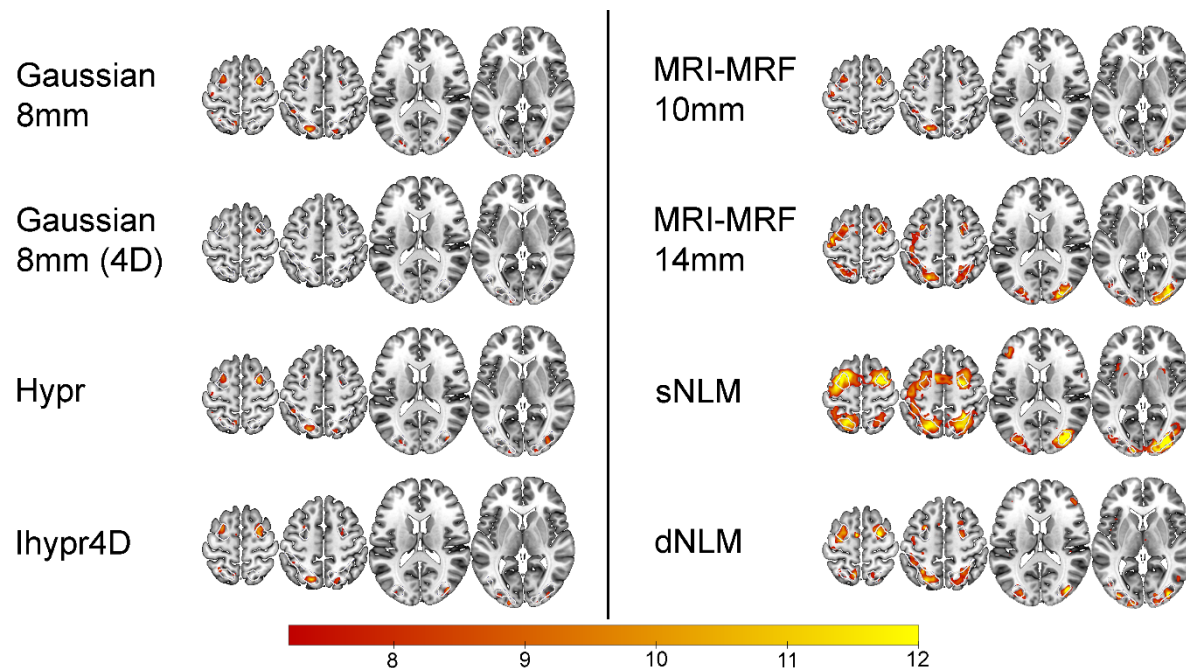 Gaussian
8mm
Gaussian
8mm (4D)
Hypr
Ihypr4D
MRI-MRF
10mm
MRI-MRF
14mm
sNLM
dNLM
8 9 10 11 12